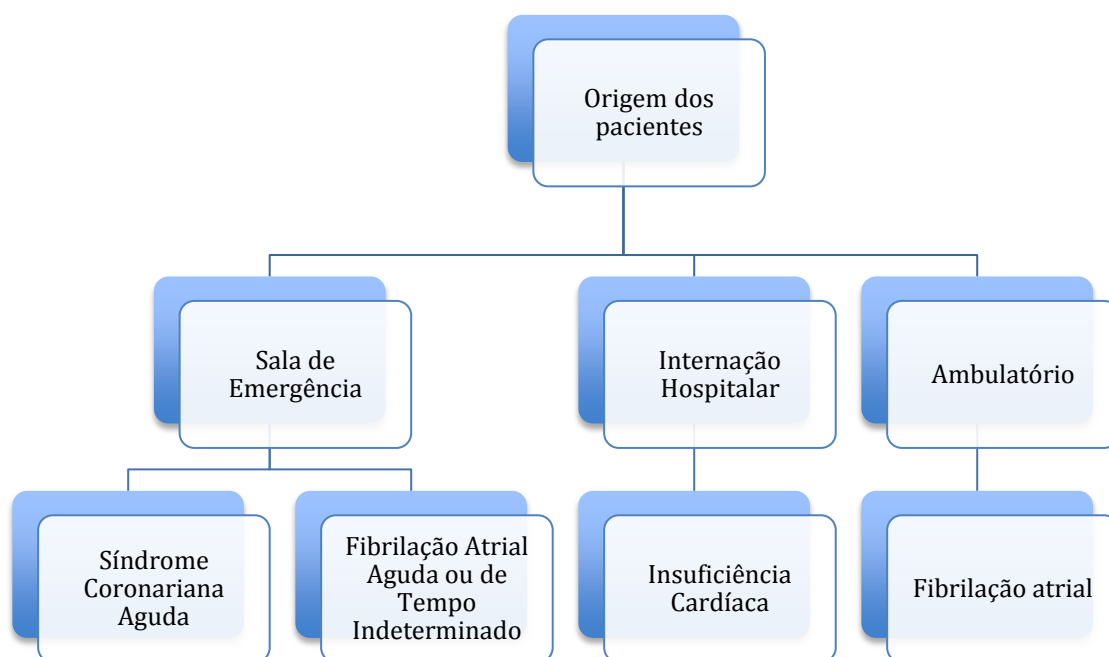 Origem dos
pacientes
Sala de
Emergência
Internação
Hospitalar
Ambulatório
Síndrome
Coronariana
Aguda
Fibrilação Atrial
Aguda ou de
Tempo
Indeterminado
Insuficiência
Cardíaca
Fibrilação atrial